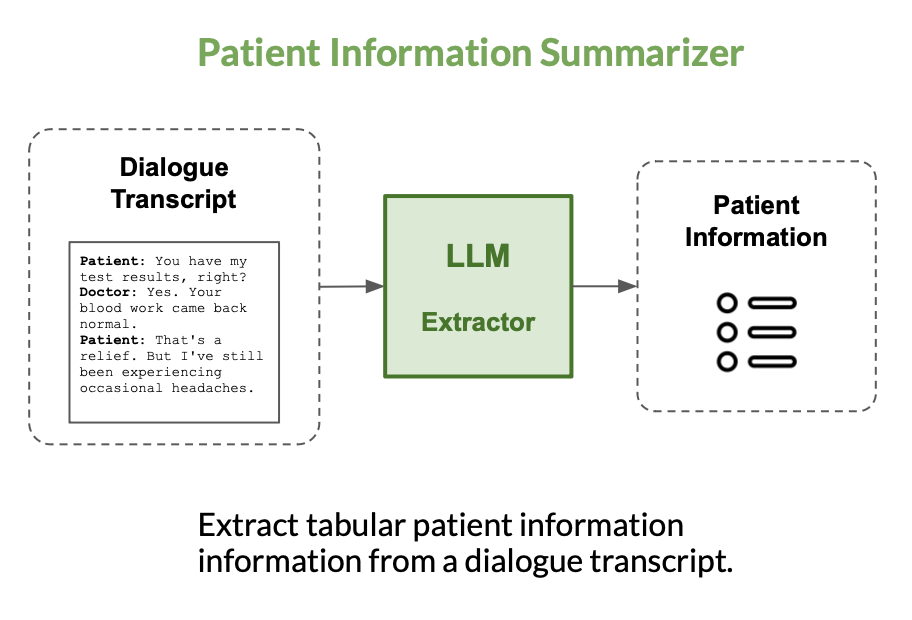 Patient Information Summarizer
Dialogue
Transcript
Patient: You have my
test results, right?
Doctor: Yes. Your
blood work came back
normal.
Patient: That's a
relief. But I've still
been experiencing
occasional headaches.
LLM
Extractor
Patient
Information
Extract tabular patient information
information from a dialogue transcript.